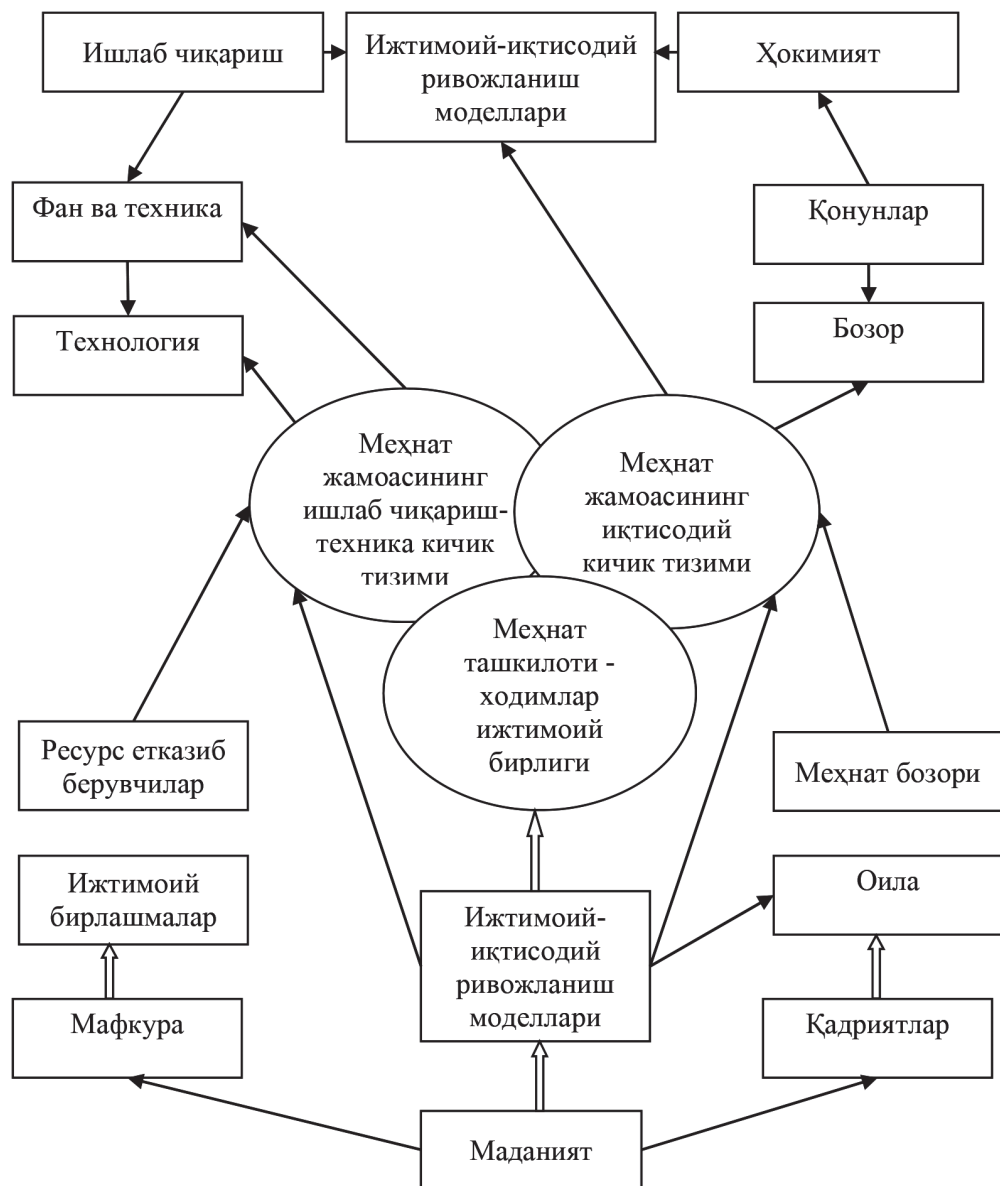 Ишлаб чиқариш
Ижтимоий-иқтисодий
ривожланиш
моделлари
Ҳокимият
Фан ва техника
Қонунлар
Технология
Бозор
Меҳнат
жамоасининг
ишлаб чиқариш-
техника кичик
тизими
Меҳнат
жамоасининг
иқтисодий
кичик тизими
Меҳнат
ташкилоти -
ходимлар
ижтимоий
бирлиги
Ресурс етказиб
берувчилар
Меҳнат бозори
Ижтимоий
бирлашмалар
Ижтимоий-
иқтисодий
ривожланиш
моделлари
Оила
Мафкура
Қадриятлар
Маданият